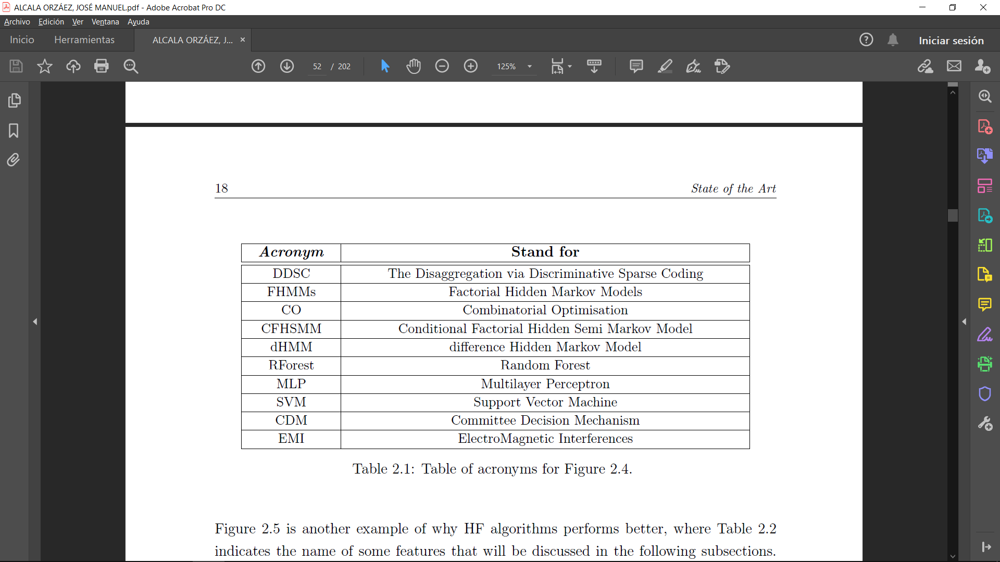 ALCALA ORZÁEZ, JOSÉ MANUEL.pdf - Adobe Acrobat Pro DC
Archivo Edición Ver Ventana Ayuda
Inicio Herramientas ALCALA ORZÁEZ, J... × Iniciar sesión
52 / 202 125%
18 State of the Art
Acronym Stand for
DDSC The Disaggregation via Discriminative Sparse Coding
FHMMs Factorial Hidden Markov Models
CO Combinatorial Optimisation
CFHSMM Conditional Factorial Hidden Semi Markov Model
dHMM difference Hidden Markov Model
RForest Random Forest
MLP Multilayer Perceptron
SVM Support Vector Machine
CDM Committee Decision Mechanism
EMI ElectroMagnetic Interferences
Table 2.1: Table of acronyms for Figure 2.4.
Figure 2.5 is another example of why HF algorithms performs better, where Table 2.2
indicates the name of some features that will be discussed in the following subsections.